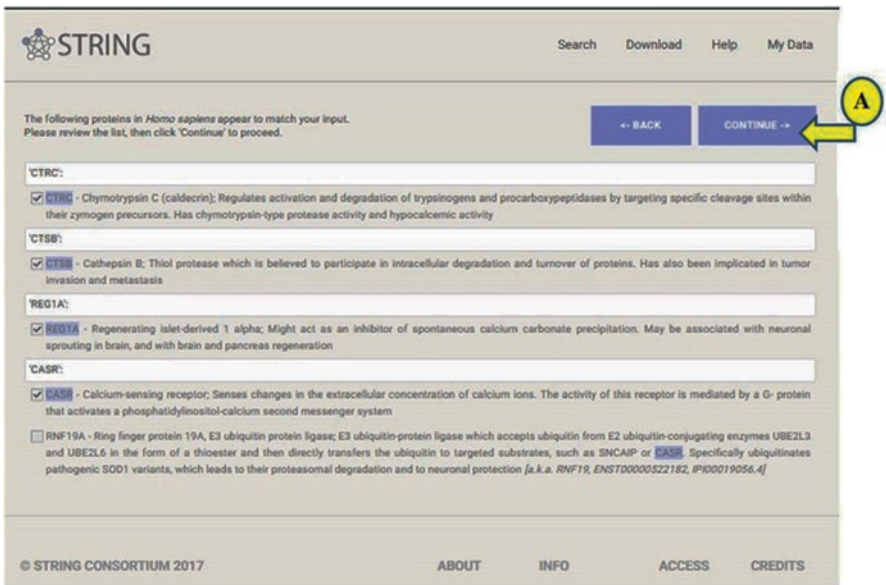 STRING
Search Download Help My Data
A
The following proteins in Homo sapiens appear to match your input.
Please review the list, then click 'Continue' to proceed.
<- BACK
CONTINUE ->
'CTRC':
CTRC - Chymotrypsin C (caldecrin); Regulates activation and degradation of trypsinogens and procarboxypeptidases by targeting specific cleavage sites within
their zymogen precursors. Has chymotrypsin-type protease activity and hypocalcemic activity
'CTSB':
CTSB - Cathepsin B; Thiol protease which is believed to participate in intracellular degradation and turnover of proteins. Has also been implicated in tumor
invasion and metastasis
'REG1A':
REG1A - Regenerating islet-derived 1 alpha; Might act as an inhibitor of spontaneous calcium carbonate precipitation. May be associated with neuronal
sprouting in brain, and with brain and pancreas regeneration
'CASR':
CASR - Calcium-sensing receptor; Senses changes in the extracellular concentration of calcium ions. The activity of this receptor is mediated by a G- protein
that activates a phosphatidylinositol-calcium second messenger system
RNF19A - Ring finger protein 19A, E3 ubiquitin protein ligase; E3 ubiquitin-protein ligase which accepts ubiquitin from E2 ubiquitin-conjugating enzymes UBE2L3
and UBE2L6 in the form of a thioester and then directly transfers the ubiquitin to targeted substrates, such as SNCAIP or CASR. Specifically ubiquitinates
pathogenic SOD1 variants, which leads to their proteasomal degradation and to neuronal protection [a.k.a. RNF19, ENST00000522182, IPI00019056.4]
© STRING CONSORTIUM 2017 ABOUT INFO ACCESS CREDITS